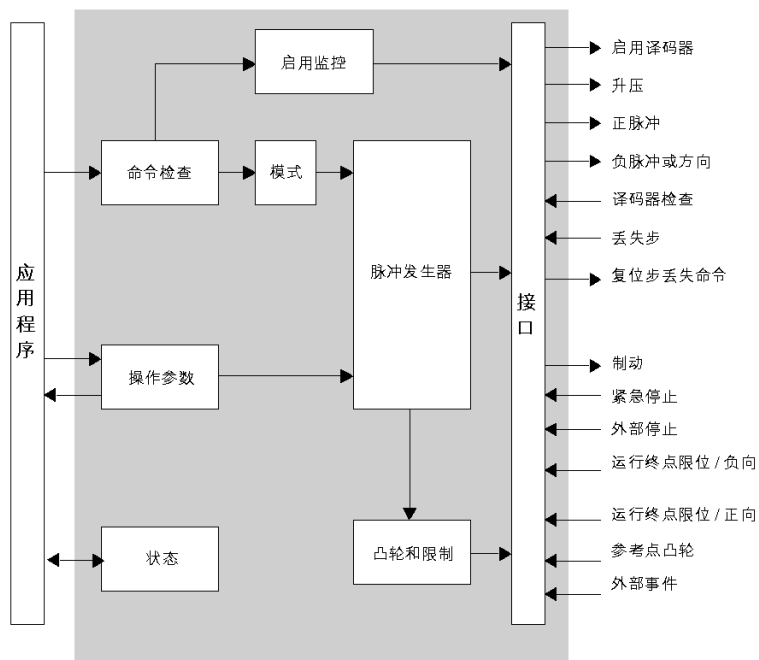 启用监控
命令检查
模式
脉冲发生器
操作参数
状态
凸轮和限制
应用程序
接口
启用译码器
升压
正脉冲
负脉冲或方向
译码器检查
丢失步
复位步丢失命令
制动
紧急停止
外部停止
运行终点限位/负向
运行终点限位/正向
参考点凸轮
外部事件